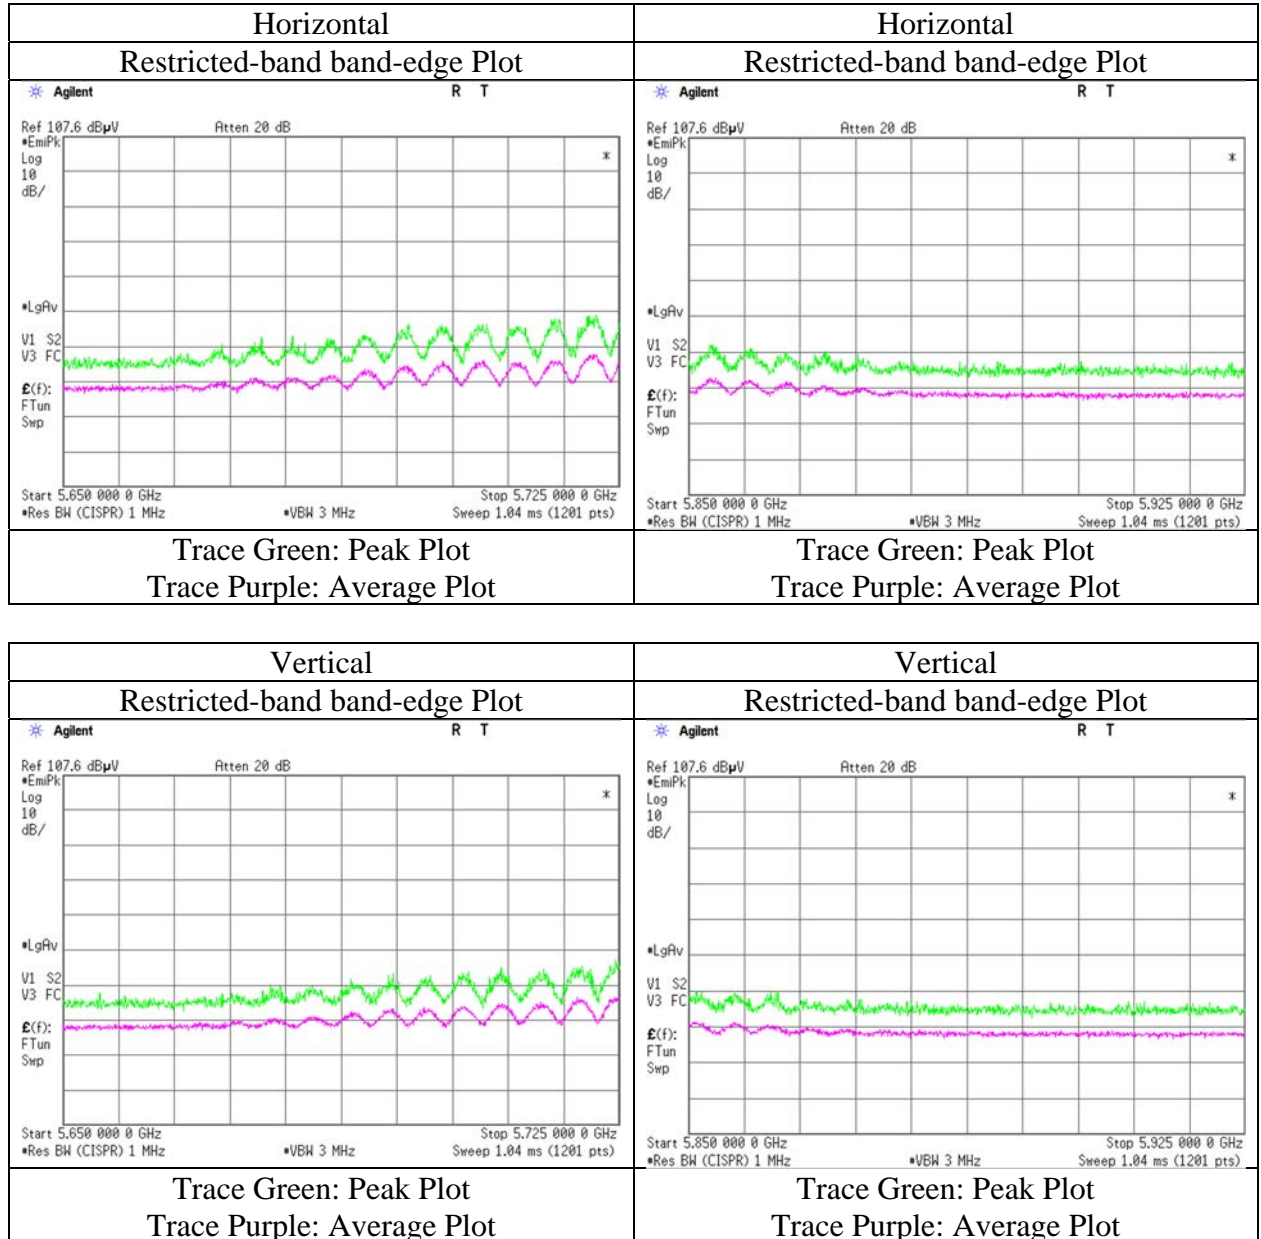 Horizontal
Horizontal
Restricted-band band-edge Plot
Restricted-band band-edge Plot
Agilent R T
Ref 107.6 dBµV Atten 20 dB
*EmiPk
Log
10
dB/
*
*LgAv
V1 S2
V3 FC
£(f):
FTun
Swp
Start 5.650 000 0 GHz Stop 5.725 000 0 GHz
*Res BW (CISPR) 1 MHz *VBW 3 MHz Sweep 1.04 ms (1201 pts)
Agilent R T
Ref 107.6 dBµV Atten 20 dB
*EmiPk
Log
10
dB/
*
*LgAv
V1 S2
V3 FC
£(f):
FTun
Swp
Start 5.850 000 0 GHz Stop 5.925 000 0 GHz
*Res BW (CISPR) 1 MHz *VBW 3 MHz Sweep 1.04 ms (1201 pts)
Trace Green: Peak Plot
Trace Purple: Average Plot
Trace Green: Peak Plot
Trace Purple: Average Plot
Vertical
Vertical
Restricted-band band-edge Plot
Restricted-band band-edge Plot
Agilent R T
Ref 107.6 dBµV Atten 20 dB
*EmiPk
Log
10
dB/
*
*LgAv
V1 S2
V3 FC
£(f):
FTun
Swp
Start 5.650 000 0 GHz Stop 5.725 000 0 GHz
*Res BW (CISPR) 1 MHz *VBW 3 MHz Sweep 1.04 ms (1201 pts)
Agilent R T
Ref 107.6 dBµV Atten 20 dB
*EmiPk
Log
10
dB/
*
*LgAv
V1 S2
V3 FC
£(f):
FTun
Swp
Start 5.850 000 0 GHz Stop 5.925 000 0 GHz
*Res BW (CISPR) 1 MHz *VBW 3 MHz Sweep 1.04 ms (1201 pts)
Trace Green: Peak Plot
Trace Purple: Average Plot
Trace Green: Peak Plot
Trace Purple: Average Plot